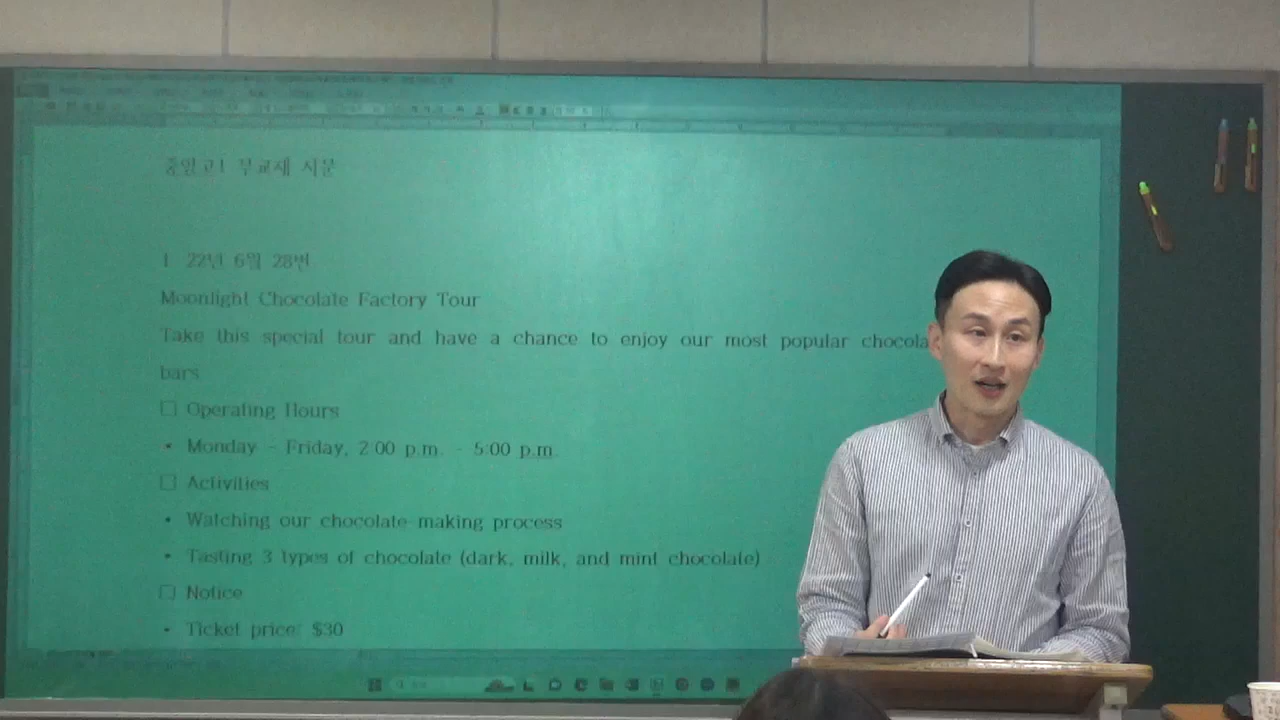 중앙고1 부교재 지문
1 22년 6월 28번
Moonlight Chocolate Factory Tour
Take this special tour and have a chance to enjoy our most popular chocola
bars
□ Operating Hours
• Monday - Friday, 2:00 p.m. - 5:00 p.m.
□ Activities
• Watching our chocolate-making process
• Tasting 3 types of chocolate (dark, milk, and mint chocolate)
□ Notice
• Ticket price: $30